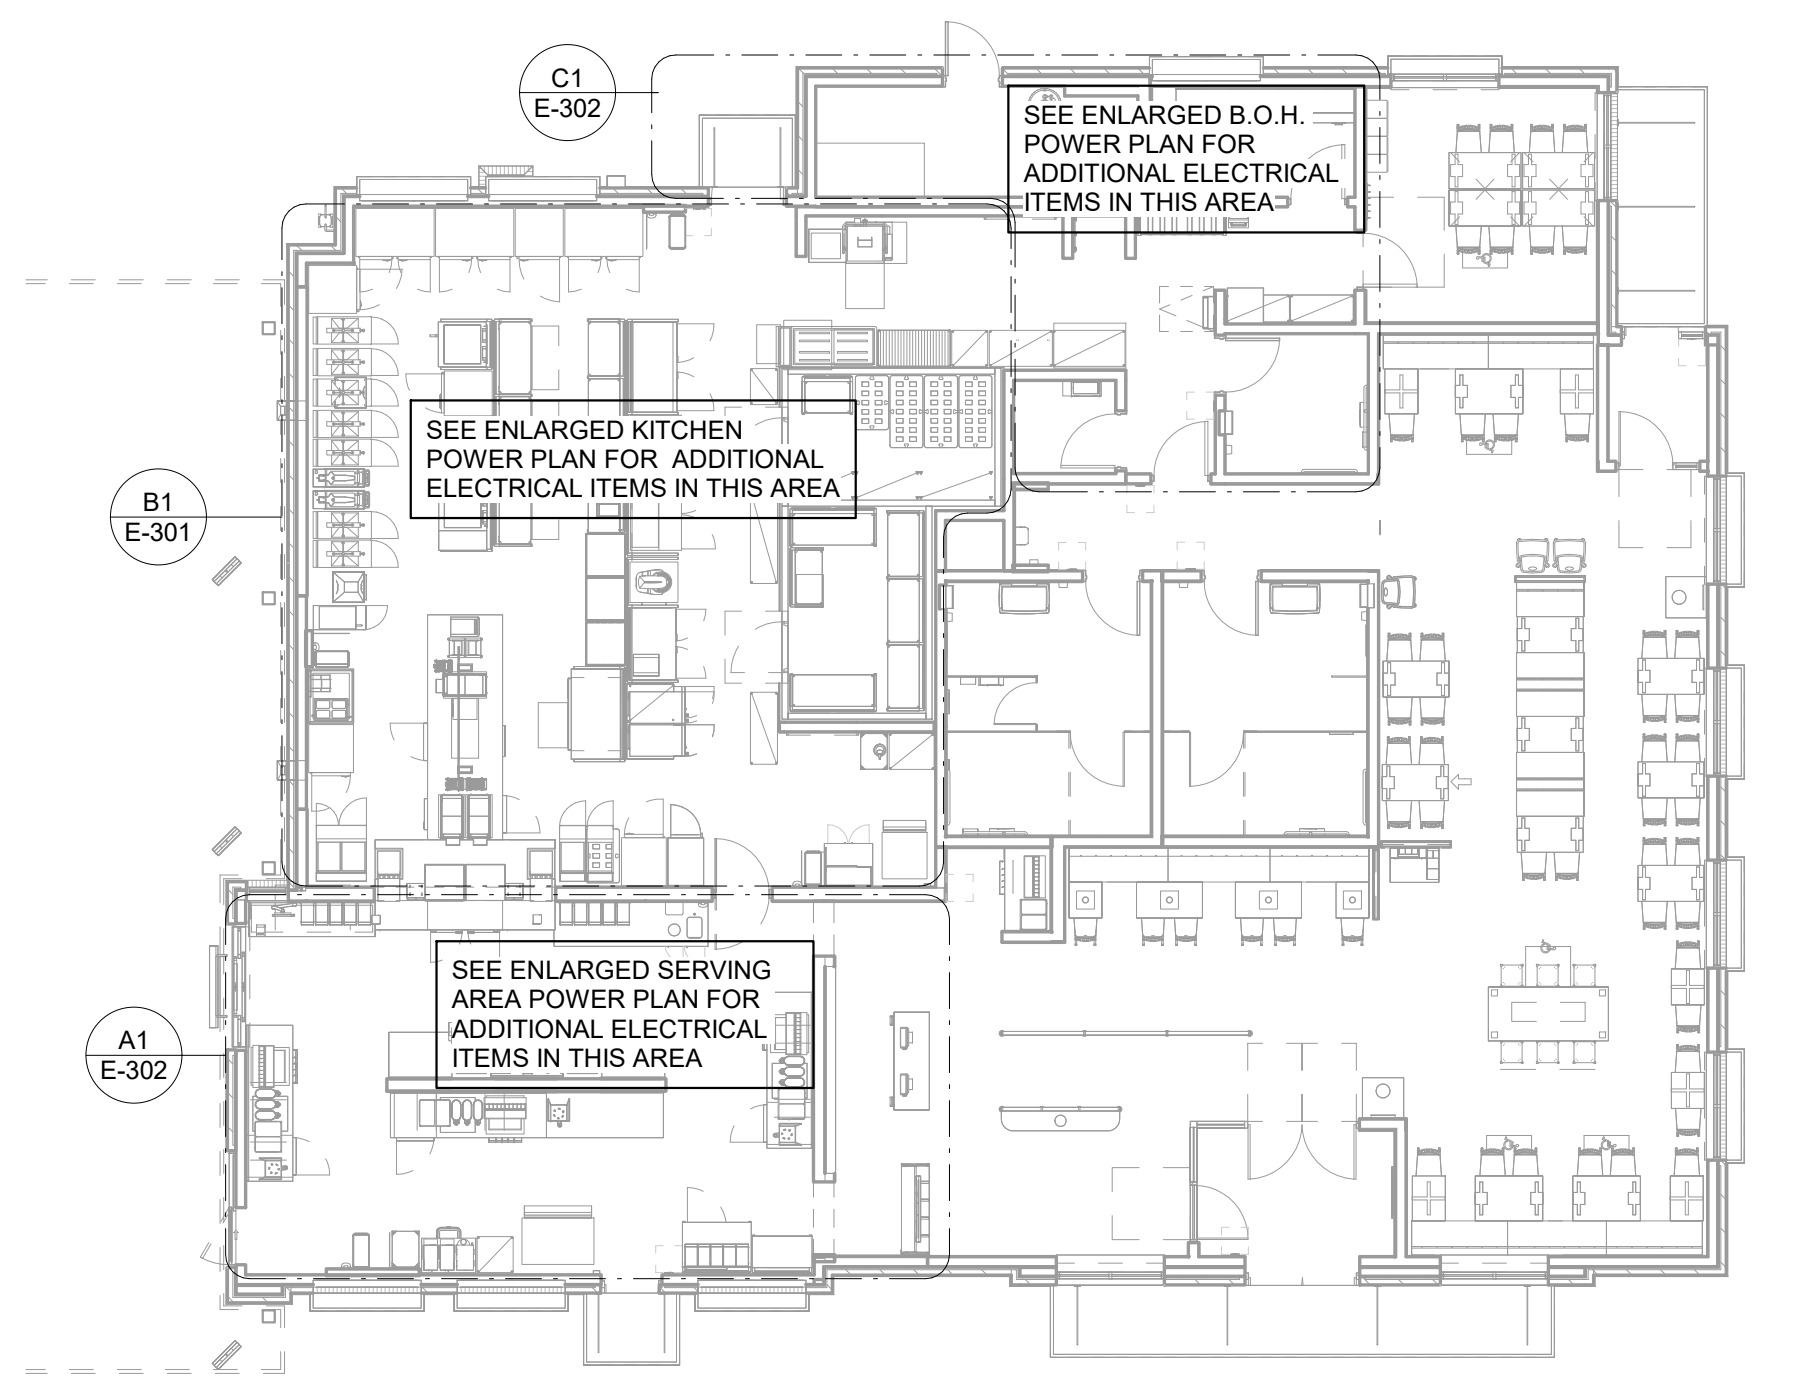 C1
E-302
SEE ENLARGED B.O.H.
POWER PLAN FOR
ADDITIONAL ELECTRICAL
ITEMS IN THIS AREA
SEE ENLARGED KITCHEN
POWER PLAN FOR ADDITIONAL
ELECTRICAL ITEMS IN THIS AREA
B1
E-301
SEE ENLARGED SERVING
AREA POWER PLAN FOR
ADDITIONAL ELECTRICAL
ITEMS IN THIS AREA
A1
E-302